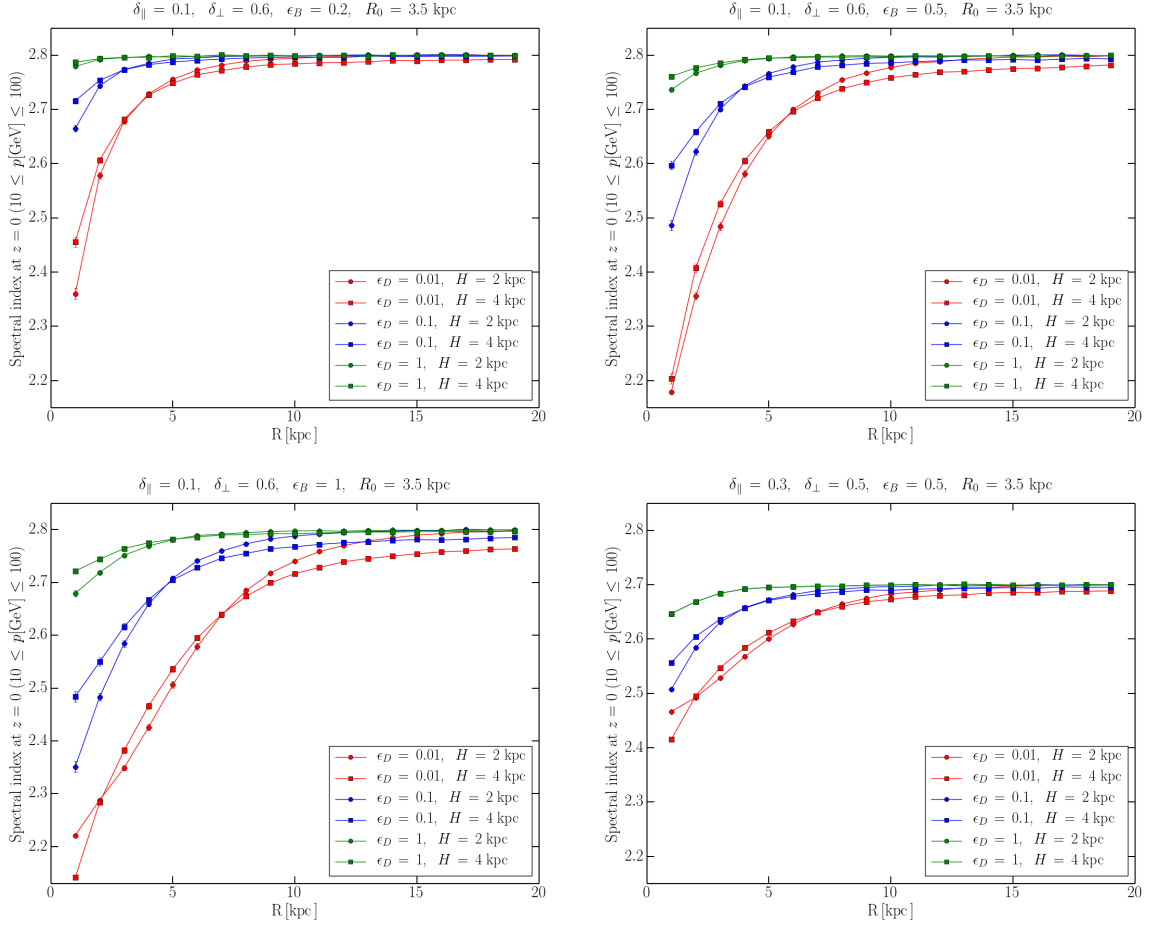 δ∥ = 0.1, δ⊥ = 0.6, ϵB = 0.2, R0 = 3.5 kpc
Spectral index at z = 0 (10 ≤ p[GeV] ≤ 100)
2.8
2.7
2.6
2.5
2.4
2.3
2.2
ϵD = 0.01, H = 2 kpc
ϵD = 0.01, H = 4 kpc
ϵD = 0.1, H = 2 kpc
ϵD = 0.1, H = 4 kpc
ϵD = 1, H = 2 kpc
ϵD = 1, H = 4 kpc
0 5 10 15 20
R [kpc]
δ∥ = 0.1, δ⊥ = 0.6, ϵB = 0.5, R0 = 3.5 kpc
Spectral index at z = 0 (10 ≤ p[GeV] ≤ 100)
2.8
2.7
2.6
2.5
2.4
2.3
2.2
ϵD = 0.01, H = 2 kpc
ϵD = 0.01, H = 4 kpc
ϵD = 0.1, H = 2 kpc
ϵD = 0.1, H = 4 kpc
ϵD = 1, H = 2 kpc
ϵD = 1, H = 4 kpc
0 5 10 15 20
R [kpc]
δ∥ = 0.1, δ⊥ = 0.6, ϵB = 1, R0 = 3.5 kpc
Spectral index at z = 0 (10 ≤ p[GeV] ≤ 100)
2.8
2.7
2.6
2.5
2.4
2.3
2.2
ϵD = 0.01, H = 2 kpc
ϵD = 0.01, H = 4 kpc
ϵD = 0.1, H = 2 kpc
ϵD = 0.1, H = 4 kpc
ϵD = 1, H = 2 kpc
ϵD = 1, H = 4 kpc
0 5 10 15 20
R [kpc]
δ∥ = 0.3, δ⊥ = 0.5, ϵB = 0.5, R0 = 3.5 kpc
Spectral index at z = 0 (10 ≤ p[GeV] ≤ 100)
2.8
2.7
2.6
2.5
2.4
2.3
2.2
ϵD = 0.01, H = 2 kpc
ϵD = 0.01, H = 4 kpc
ϵD = 0.1, H = 2 kpc
ϵD = 0.1, H = 4 kpc
ϵD = 1, H = 2 kpc
ϵD = 1, H = 4 kpc
0 5 10 15 20
R [kpc]